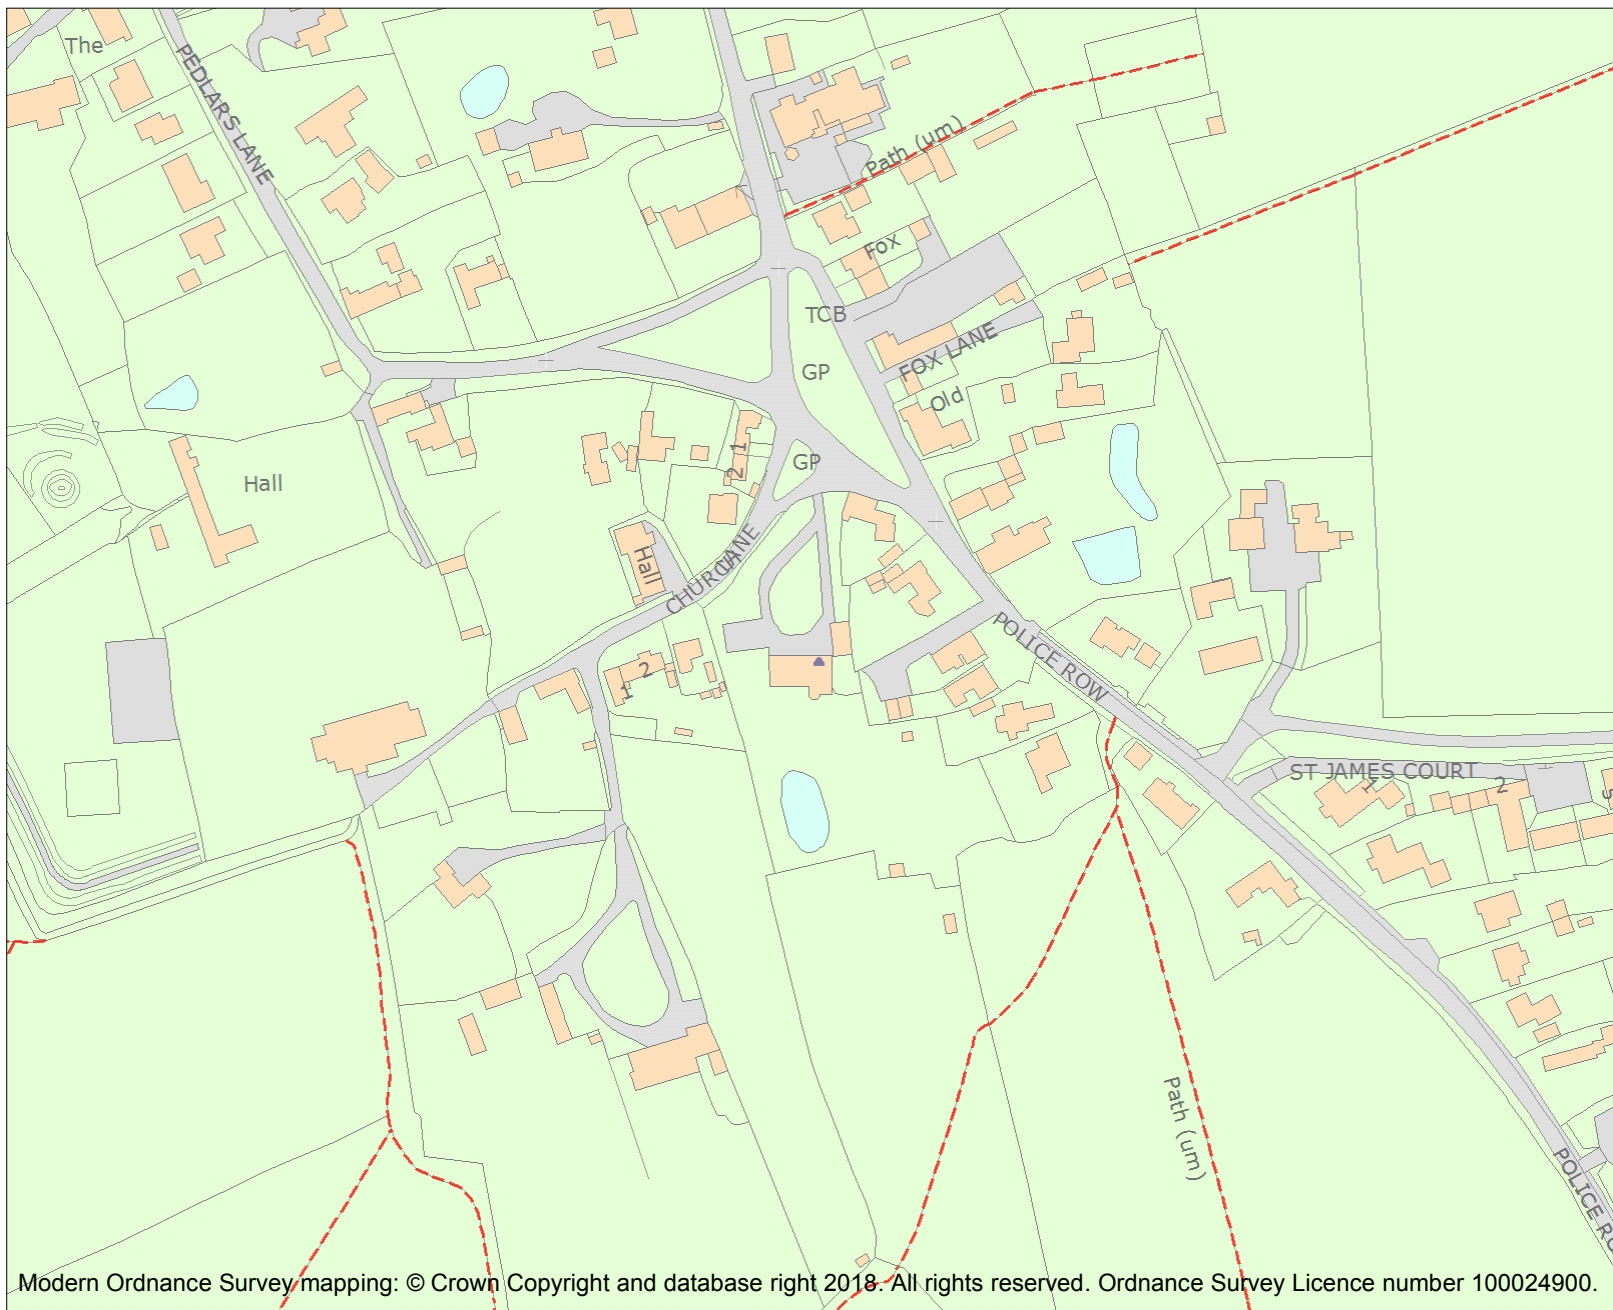 The
PEDLARS LANE
Path (um)
Fox
TCB
FOX LANE
GP
Old
1
2
GP
Hall
Hall
CHURCH LANE
POLICE ROW
2
1
ST JAMES COURT
1
2
5
Path (um)
POLICE RO
Modern Ordnance Survey mapping: © Crown Copyright and database right 2018. All rights reserved. Ordnance Survey Licence number 100024900.